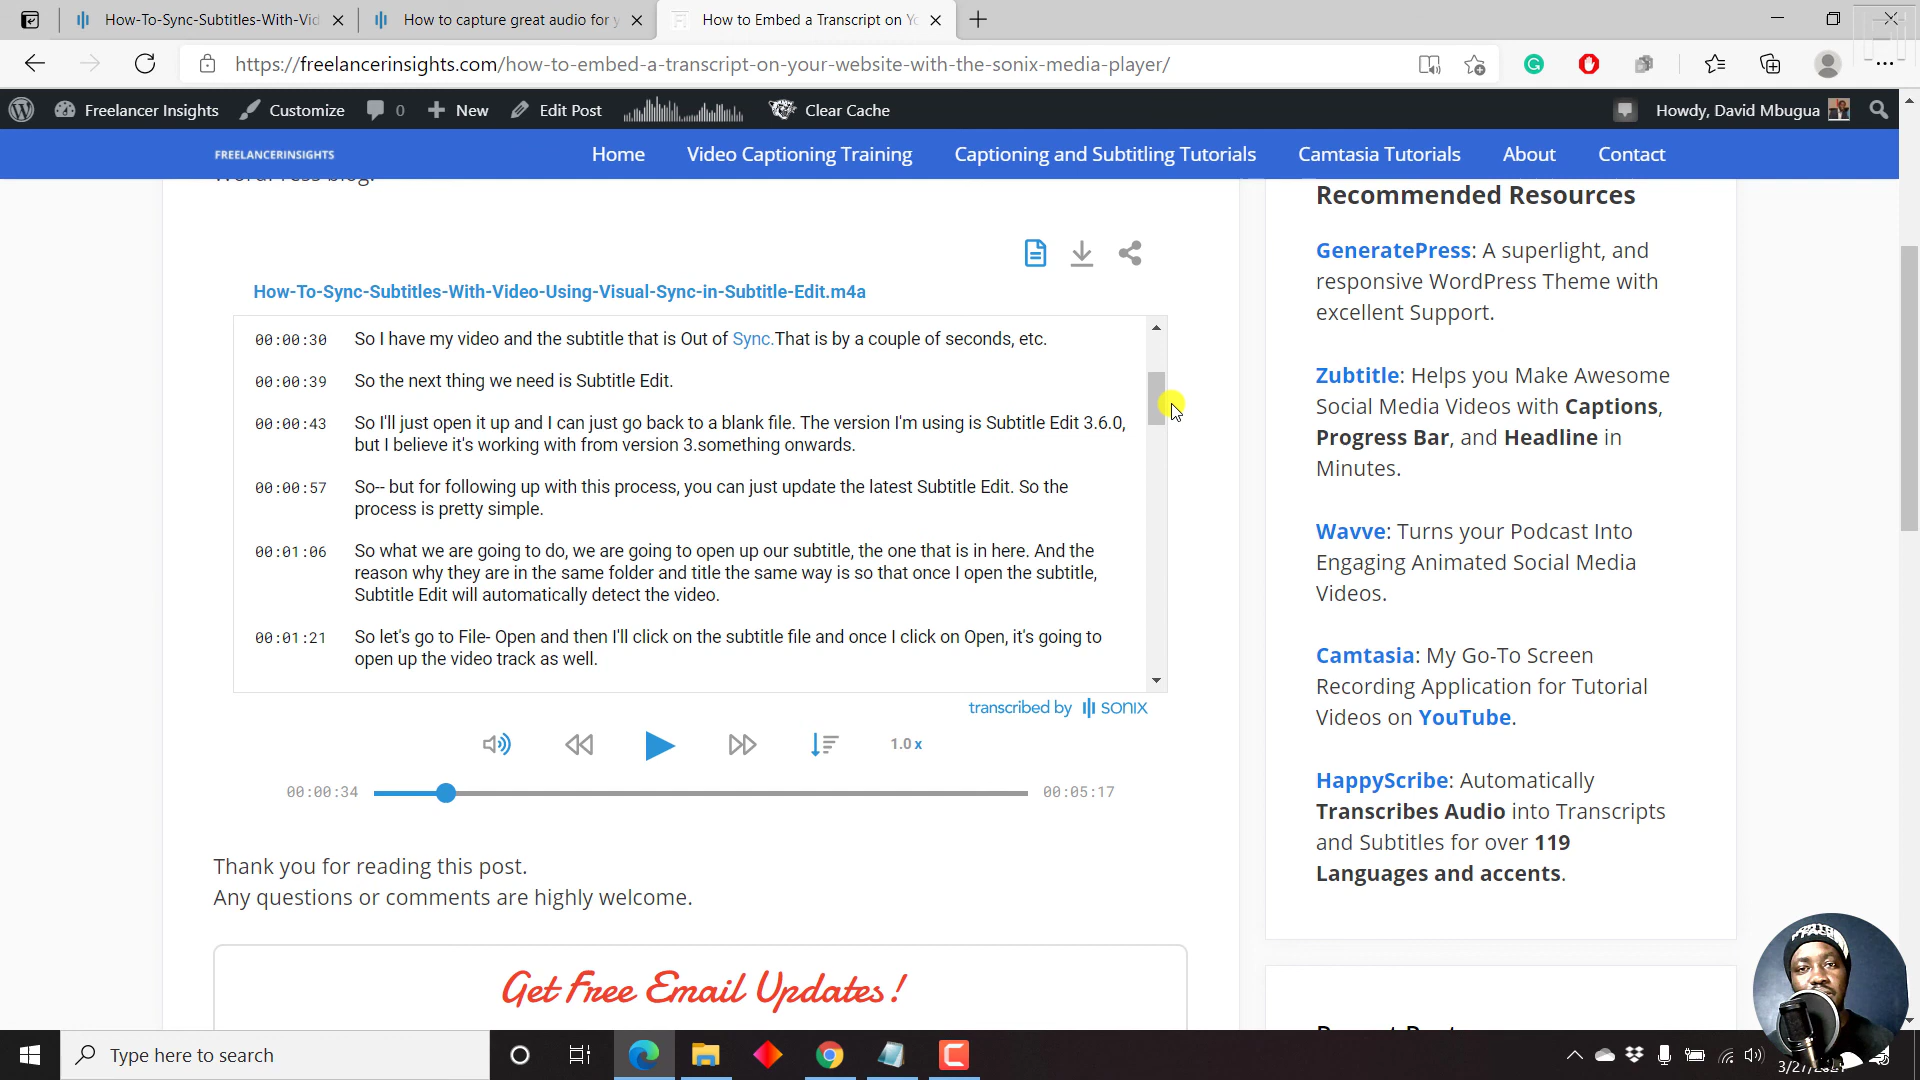 How-To-Sync-Subtitles-With-Vid
How to capture great audio for y
How to Embed a Transcript on Yo
https://freelancerinsights.com/how-to-embed-a-transcript-on-your-website-with-the-sonix-media-player/
Freelancer Insights
Customize
0
New
Edit Post
Clear Cache
Howdy, David Mbugua
FREELANCERINSIGHTS
Home
Video Captioning Training
Captioning and Subtitling Tutorials
Camtasia Tutorials
About
Contact
WordPress blog.
How-To-Sync-Subtitles-With-Video-Using-Visual-Sync-in-Subtitle-Edit.m4a
00:00:30 So I have my video and the subtitle that is Out of Sync.That is by a couple of seconds, etc.
00:00:39 So the next thing we need is Subtitle Edit.
00:00:43 So I'll just open it up and I can just go back to a blank file. The version I'm using is Subtitle Edit 3.6.0,
but I believe it's working with from version 3.something onwards.
00:00:57 So-- but for following up with this process, you can just update the latest Subtitle Edit. So the
process is pretty simple.
00:01:06 So what we are going to do, we are going to open up our subtitle, the one that is in here. And the
reason why they are in the same folder and title the same way is so that once I open the subtitle,
Subtitle Edit will automatically detect the video.
00:01:21 So let's go to File- Open and then I'll click on the subtitle file and once I click on Open, it's going to
open up the video track as well.
transcribed by SONIX
1.0 x
00:00:34
00:05:17
Thank you for reading this post.
Any questions or comments are highly welcome.
Get Free Email Updates!
Recommended Resources
GeneratePress: A superlight, and
responsive WordPress Theme with
excellent Support.
Zubtitle: Helps you Make Awesome
Social Media Videos with Captions,
Progress Bar, and Headline in
Minutes.
Wavve: Turns your Podcast Into
Engaging Animated Social Media
Videos.
Camtasia: My Go-To Screen
Recording Application for Tutorial
Videos on YouTube.
HappyScribe: Automatically
Transcribes Audio into Transcripts
and Subtitles for over 119
Languages and accents.
Type here to search